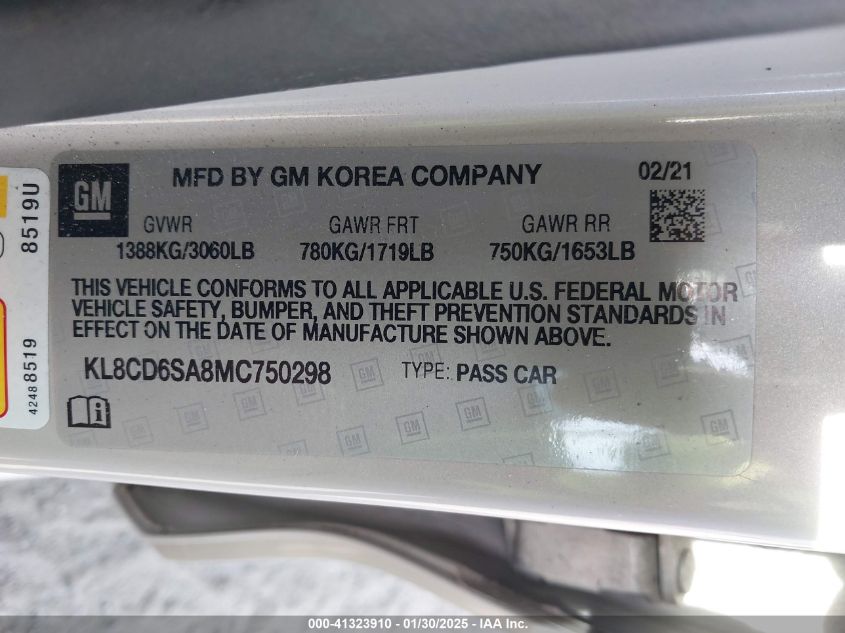 GM
MFD BY GM KOREA COMPANY
02/21
GVWR GAWR FRT GAWR RR
1388KG/3060LB 780KG/1719LB 750KG/1653LB
THIS VEHICLE CONFORMS TO ALL APPLICABLE U.S. FEDERAL MOTOR
VEHICLE SAFETY, BUMPER, AND THEFT PREVENTION STANDARDS IN
EFFECT ON THE DATE OF MANUFACTURE SHOWN ABOVE.
KL8CD6SA8MC750298 TYPE: PASS CAR
8519U
42488519
000-41323910 / 01/30/2025 - IAA Inc.